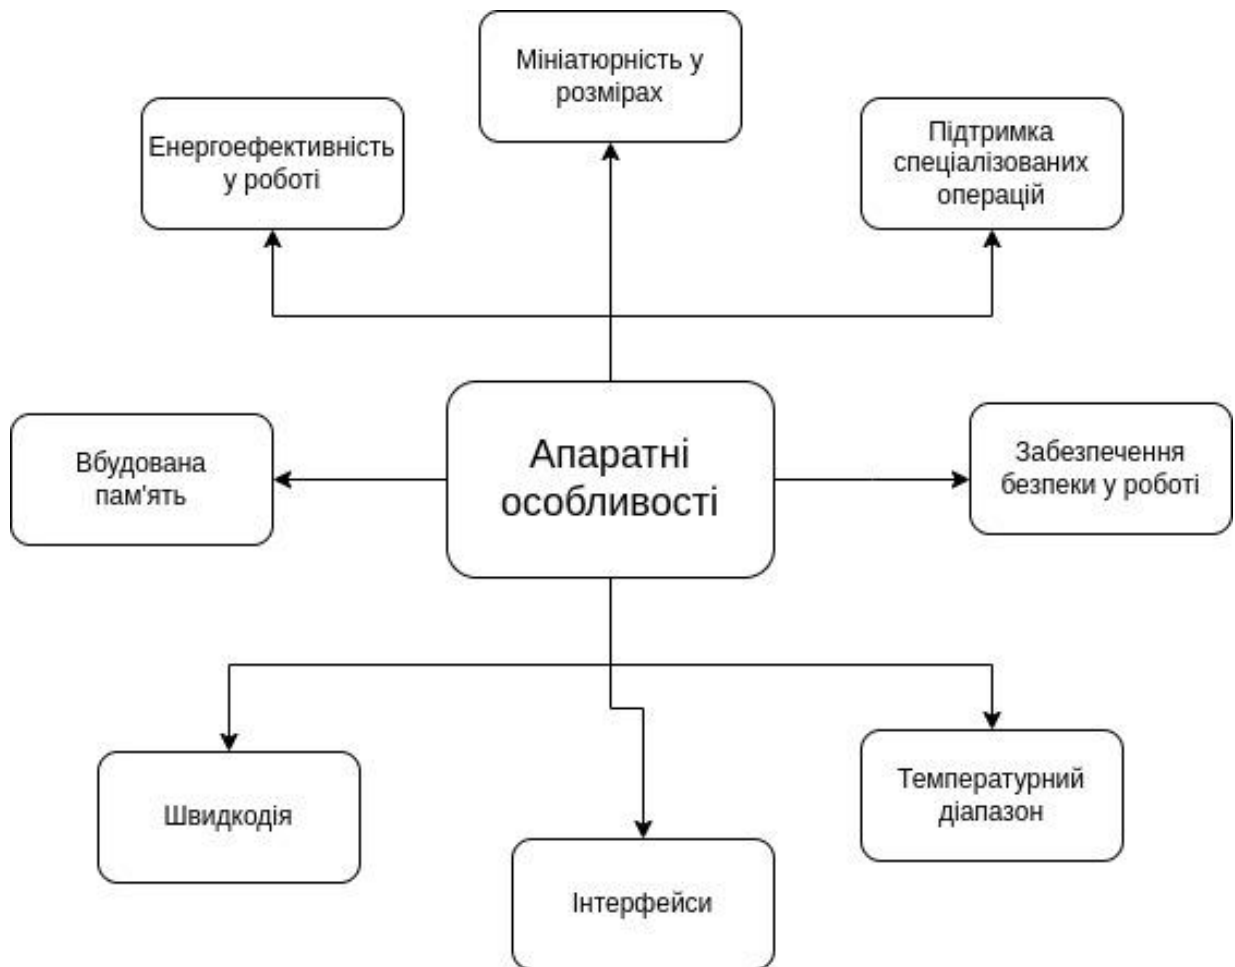 Мініатюрність у
розмірах
Енергоефективність
у роботі
Підтримка
спеціалізованих
операцій
Апаратні
особливості
Вбудована
пам'ять
Забезпечення
безпеки у роботі
Швидкодія
Температурний
діапазон
Інтерфейси